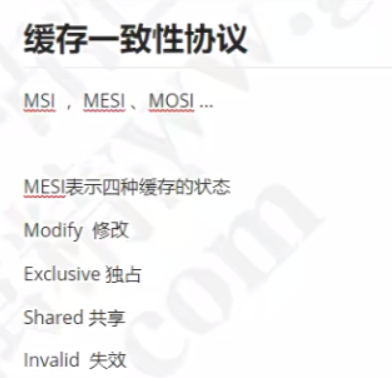 缓存一致性协议
MSI ，MESI 、MOSI ...
MESI表示四种缓存的状态
Modify 修改
Exclusive 独占
Shared 共享
Invalid 失效